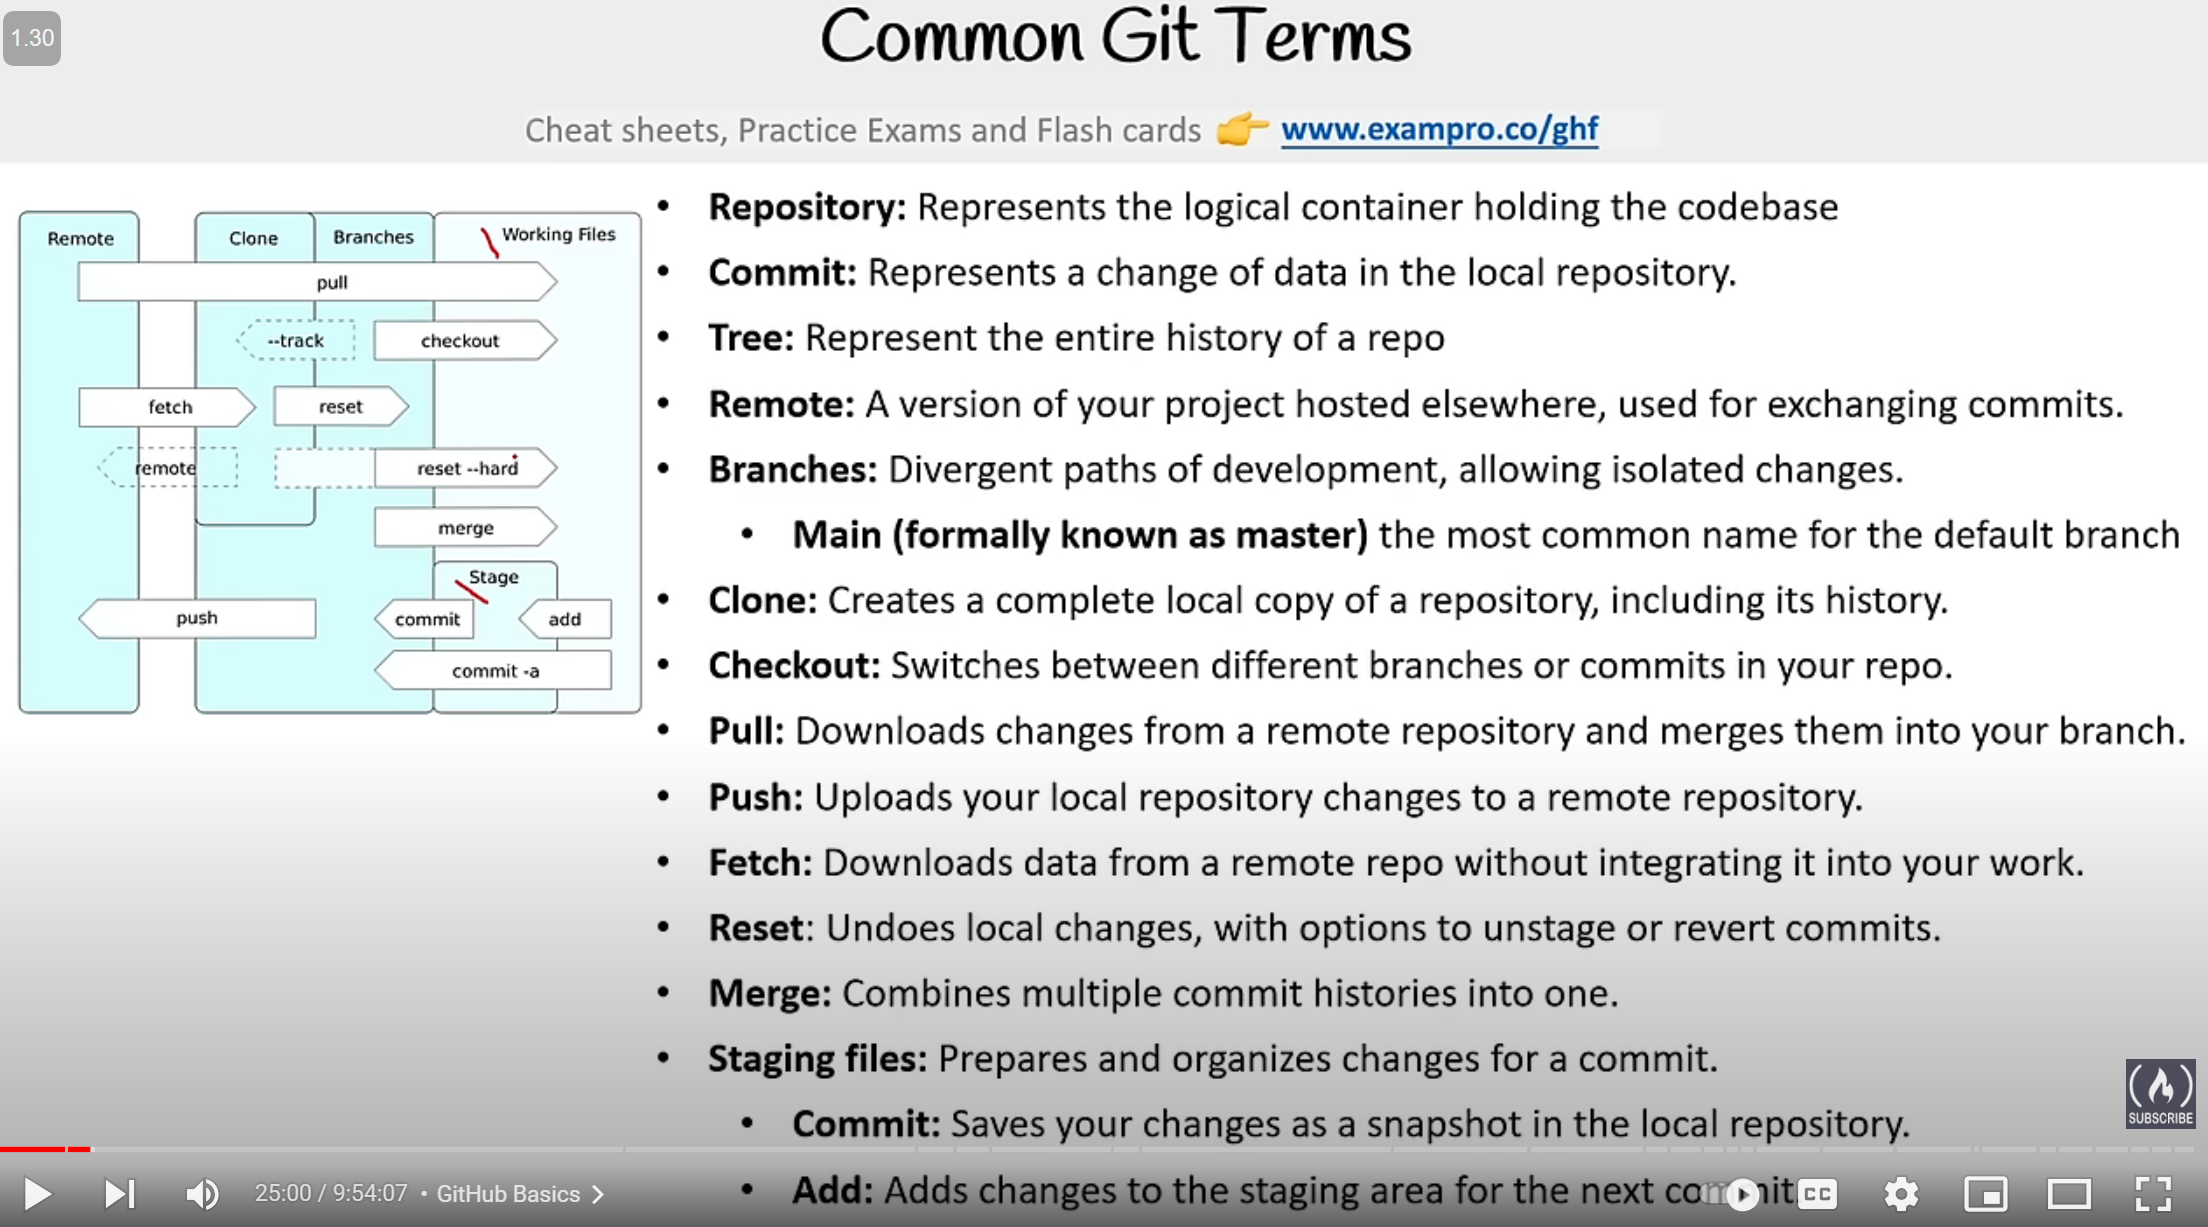 1.30
Common Git Terms
Cheat sheets, Practice Exams and Flash cards 👉 www.exampro.co/ghf
Remote
Clone
Branches
Working Files
pull
--track
checkout
fetch
reset
remote
reset --hard
merge
Stage
push
commit
add
commit -a
• Repository: Represents the logical container holding the codebase
• Commit: Represents a change of data in the local repository.
• Tree: Represent the entire history of a repo
• Remote: A version of your project hosted elsewhere, used for exchanging commits.
• Branches: Divergent paths of development, allowing isolated changes.
• Main (formally known as master) the most common name for the default branch
• Clone: Creates a complete local copy of a repository, including its history.
• Checkout: Switches between different branches or commits in your repo.
• Pull: Downloads changes from a remote repository and merges them into your branch.
• Push: Uploads your local repository changes to a remote repository.
• Fetch: Downloads data from a remote repo without integrating it into your work.
• Reset: Undoes local changes, with options to unstage or revert commits.
• Merge: Combines multiple commit histories into one.
• Staging files: Prepares and organizes changes for a commit.
• Commit: Saves your changes as a snapshot in the local repository.
• Add: Adds changes to the staging area for the next commit.
SUBSCRIBE
25:00 / 9:54:07 • GitHub Basics
CC